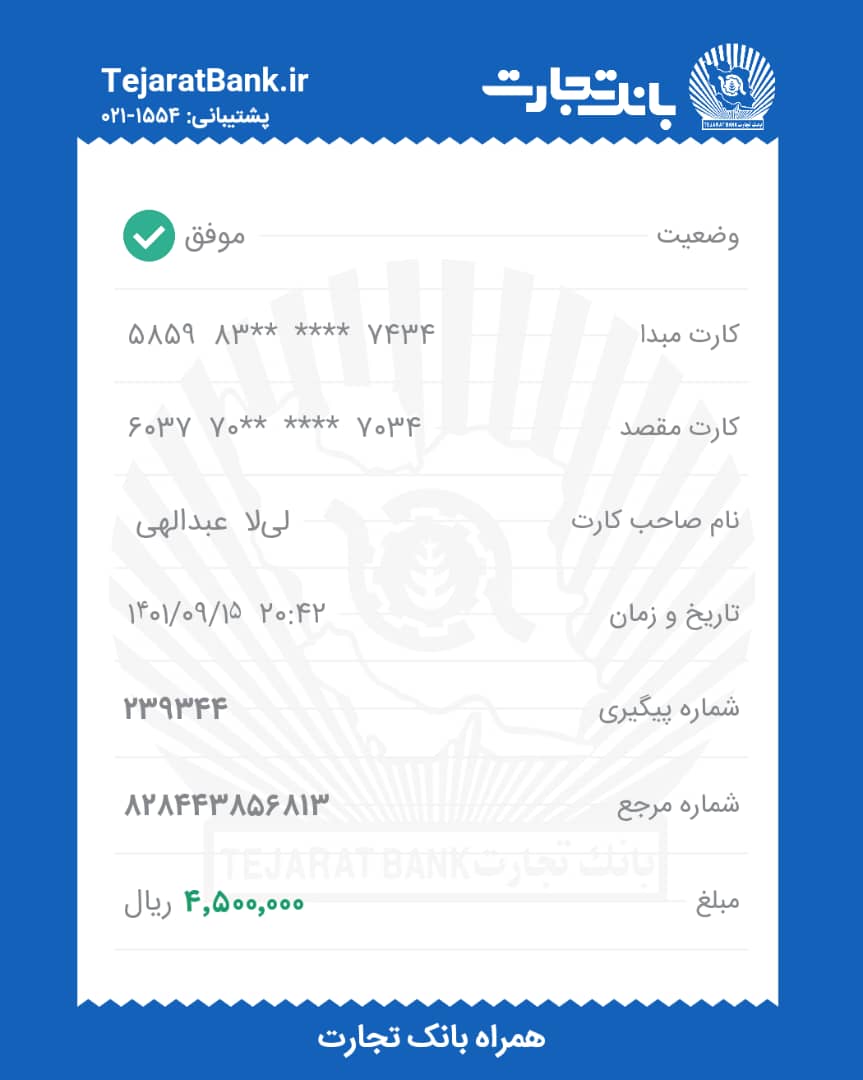 بانک تجارت
TejaratBank.ir
پشتیبانی: ۰۲۱-۱۵۵۴
وضعیت موفق
کارت مبدا ۵۸۵۹ ۸۳** **** ۷۴۳۴
کارت مقصد ۶۰۳۷ ۷۰** **** ۷۰۳۴
نام صاحب کارت لی‌لا عبدالهی
تاریخ و زمان ۱۴۰۱/۰۹/۱۵ ۲۰:۴۲
شماره پیگیری ۲۳۹۳۴۴
شماره مرجع ۸۲۸۴۴۳۸۵۶۸۱۳
TEJARAT BANK بانك تجارت
مبلغ ۴,۵۰۰,۰۰۰ ریال
همراه بانک تجارت